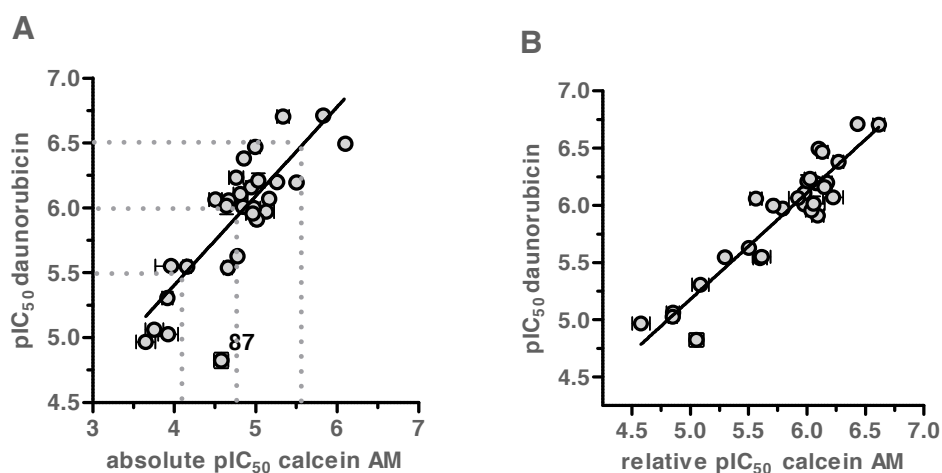 A
B
7.0
6.5
6.0
5.5
5.0
4.5
pIC50 daunorubicin
87
3 4 5 6 7
absolute pIC50 calcein AM
7.0
6.5
6.0
5.5
5.0
4.5
pIC50 daunorubicin
4.5 5.0 5.5 6.0 6.5 7.0
relative pIC50 calcein AM